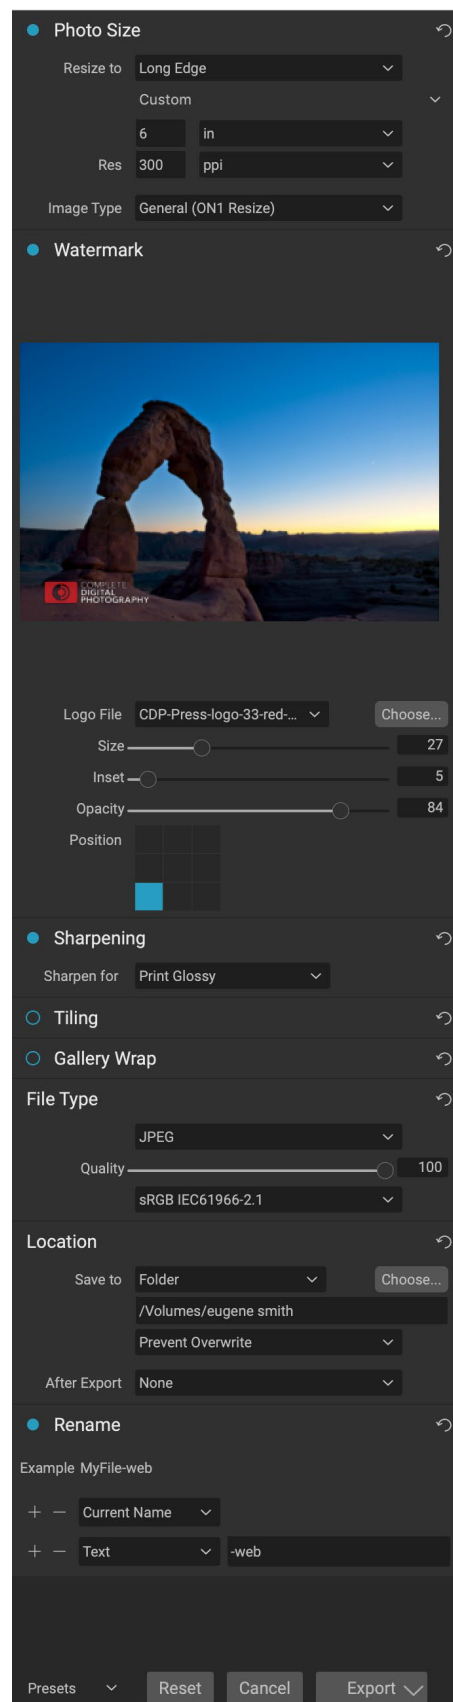 Photo Size
Resize to Long Edge
Custom
6 in
Res 300 ppi
Image Type General (ON1 Resize)
Watermark
COMPLETE
DIGITAL
PHOTOGRAPHY
Logo File CDP-Press-logo-33-red-... Choose...
Size 27
Inset 5
Opacity 84
Position
Sharpening
Sharpen for Print Glossy
Tiling
Gallery Wrap
File Type
JPEG
Quality 100
sRGB IEC61966-2.1
Location
Save to Folder Choose...
/Volumes/eugene smith
Prevent Overwrite
After Export None
Rename
Example MyFile-web
+ − Current Name
+ − Text -web
Presets Reset Cancel Export